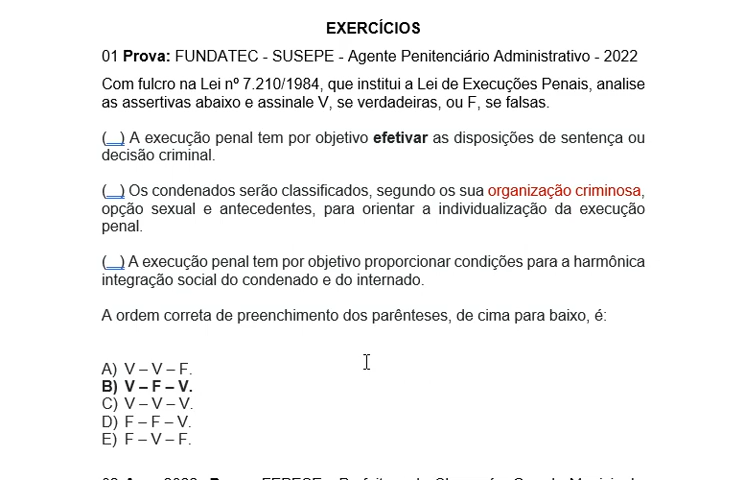 EXERCÍCIOS
01 Prova: FUNDATEC - SUSEPE - Agente Penitenciário Administrativo - 2022
Com fulcro na Lei nº 7.210/1984, que institui a Lei de Execuções Penais, analise
as assertivas abaixo e assinale V, se verdadeiras, ou F, se falsas.
(__) A execução penal tem por objetivo efetivar as disposições de sentença ou
decisão criminal.
(__) Os condenados serão classificados, segundo os sua organização criminosa,
opção sexual e antecedentes, para orientar a individualização da execução
penal.
(__) A execução penal tem por objetivo proporcionar condições para a harmônica
integração social do condenado e do internado.
A ordem correta de preenchimento dos parênteses, de cima para baixo, é:
A) V – V – F.
B) V – F – V.
C) V – V – V.
D) F – F – V.
E) F – V – F.